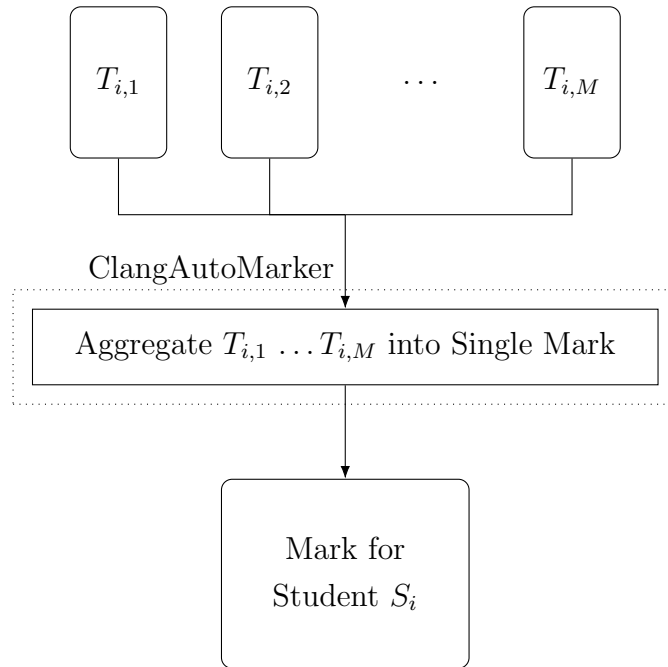 T_{i,1} T_{i,2} ... T_{i,M}
ClangAutoMarker
Aggregate T_{i,1} ... T_{i,M} into Single Mark
Mark for
Student S_i